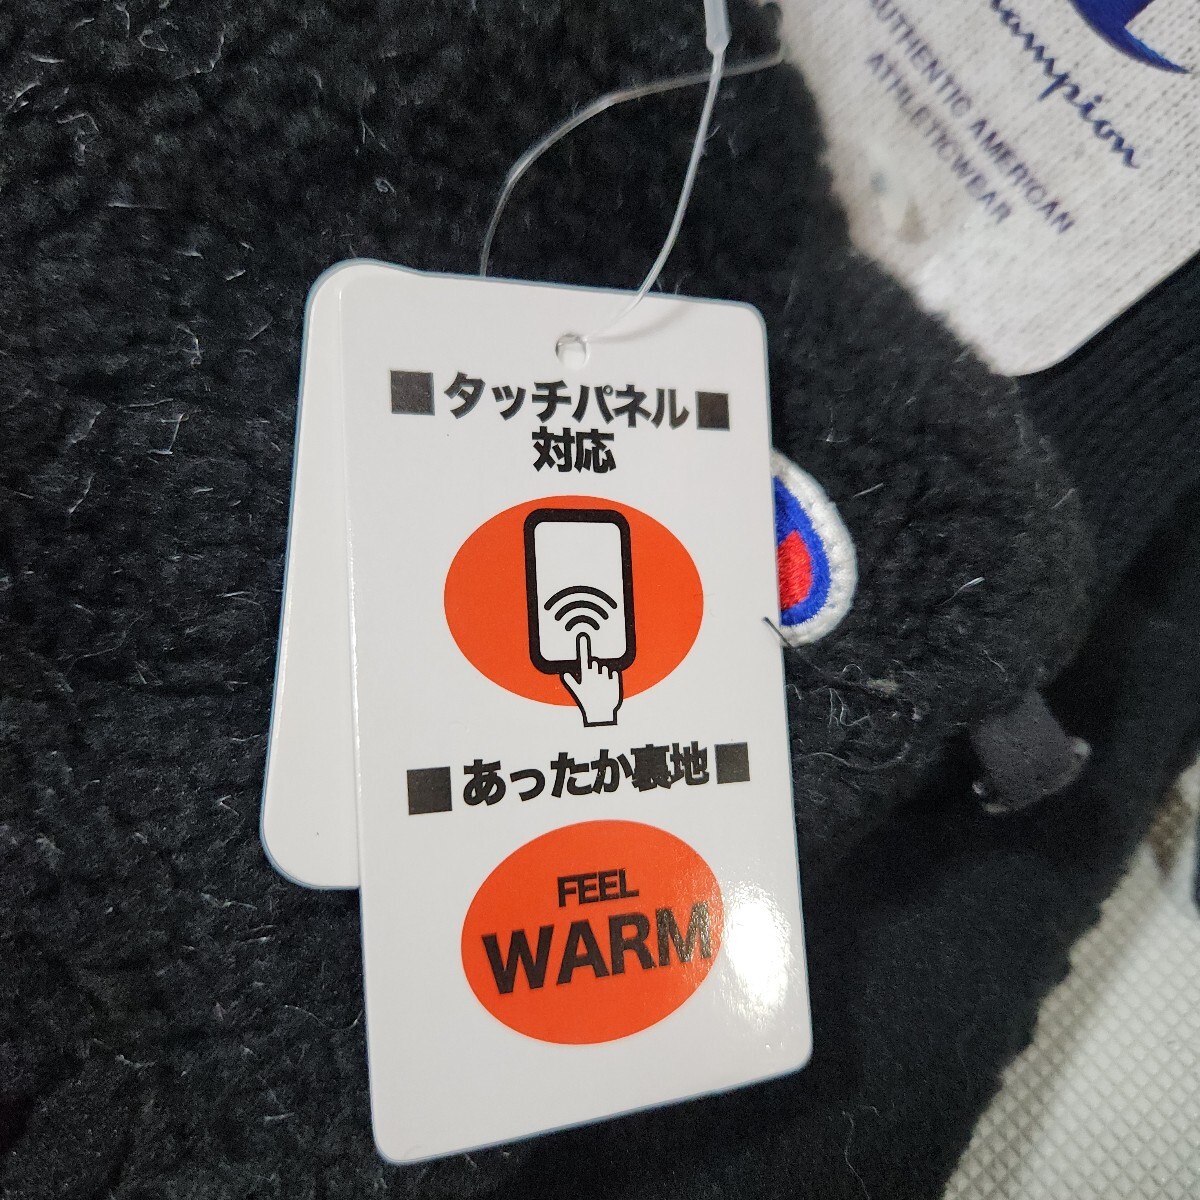 Champion
AUTHENTIC AMERICAN
ATHLETICWEAR
■タッチパネル■
対応
■あったか裏地■
FEEL
WARM